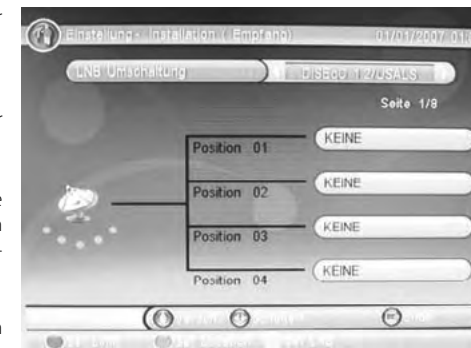 Einstellung - Installation ( Empfang) 01/01/2007 01:
LNB Umschaltung DiSEqC 1.2/USALS
Seite 1/8
Position 01 KEINE
Position 02 KEINE
Position 03 KEINE
Position 04 KEINE